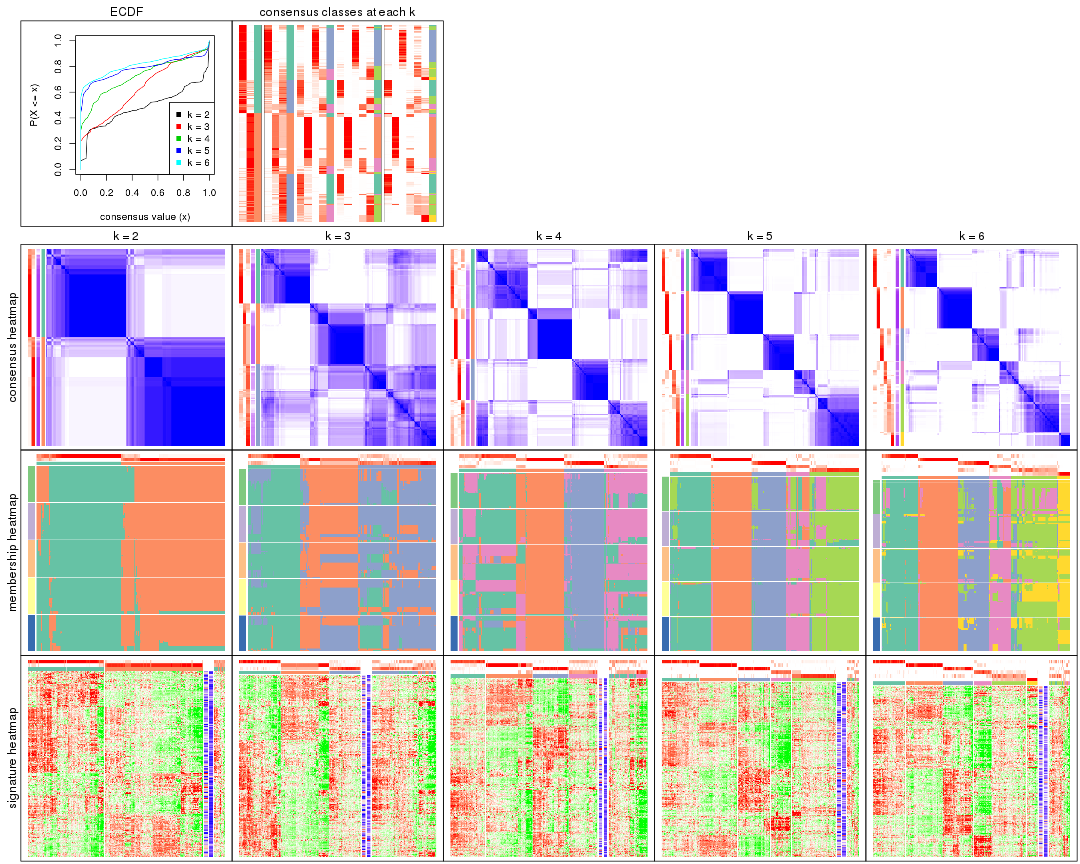 ECDF
consensus classes at each k
P(X <= x)
0.0 0.2 0.4 0.6 0.8 1.0
k = 2
k = 3
k = 4
k = 5
k = 6
0.0 0.2 0.4 0.6 0.8 1.0
consensus value (x)
k = 2
k = 3
k = 4
k = 5
k = 6
consensus heatmap
membership heatmap
signature heatmap